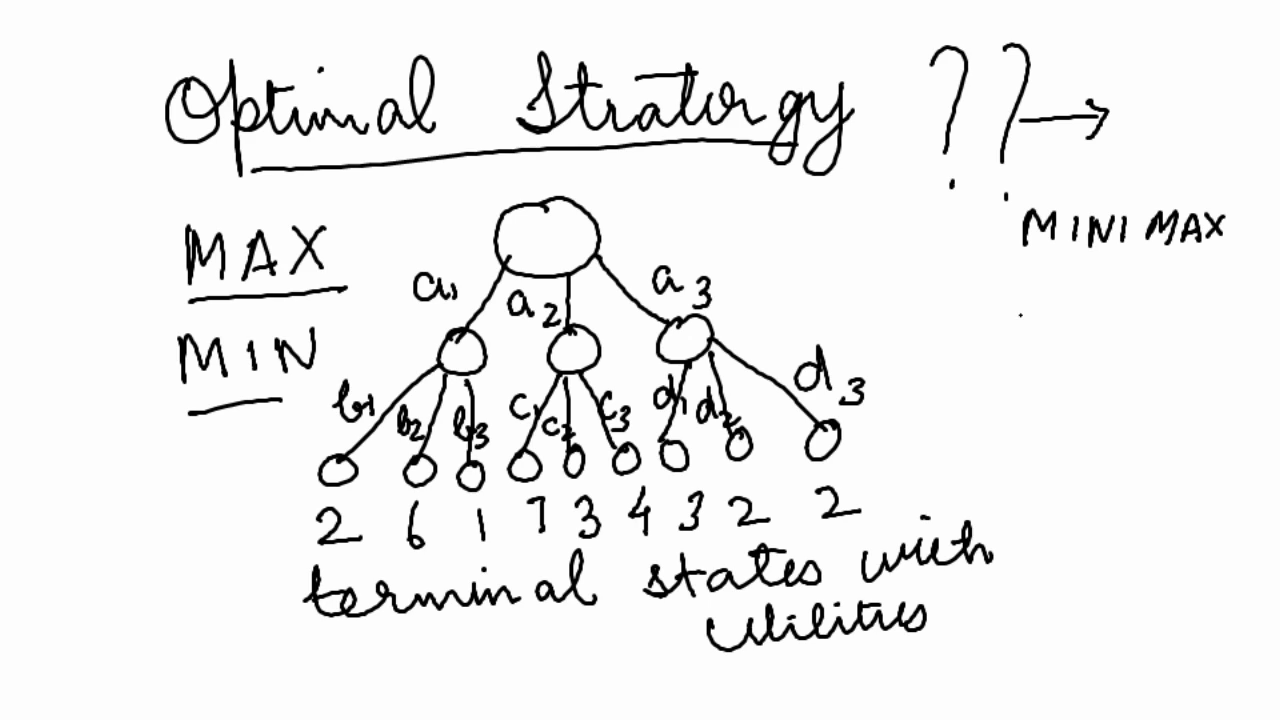 Optimal Stratergy ?? →
MINIMAX
MAX
a1 a2 a3
MIN
b1 b2 b3 c1 c2 c3 d1 d2 d3
2 6 1 7 3 4 3 2 2
terminal states with
utilities